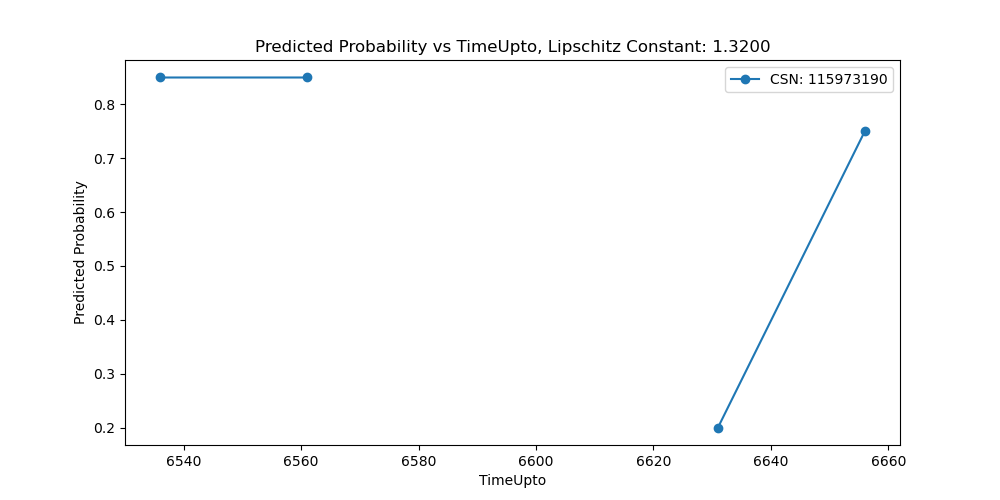 Predicted Probability vs TimeUpto, Lipschitz Constant: 1.3200
CSN: 115973190
Predicted Probability
0.8
0.7
0.6
0.5
0.4
0.3
0.2
6540 6560 6580 6600 6620 6640 6660
TimeUpto